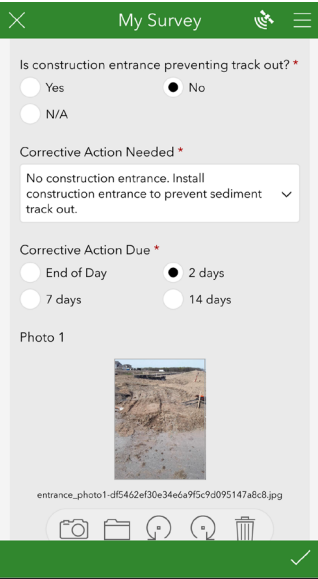 My Survey
Is construction entrance preventing track out? *
Yes
No
N/A
Corrective Action Needed *
No construction entrance. Install
construction entrance to prevent sediment
track out.
Corrective Action Due *
End of Day
2 days
7 days
14 days
Photo 1
entrance_photo1-df5462ef30e34e6a9f5c9d095147a8c8.jpg